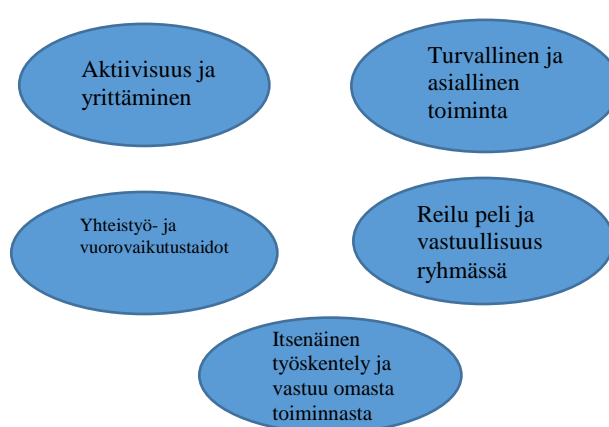 Aktiivisuus ja
yrittäminen
Turvallinen ja
asiallinen
toiminta
Yhteistyö- ja
vuorovaikutustaidot
Reilu peli ja
vastuullisuus
ryhmässä
Itsenäinen
työskentely ja
vastuu omasta
toiminnasta